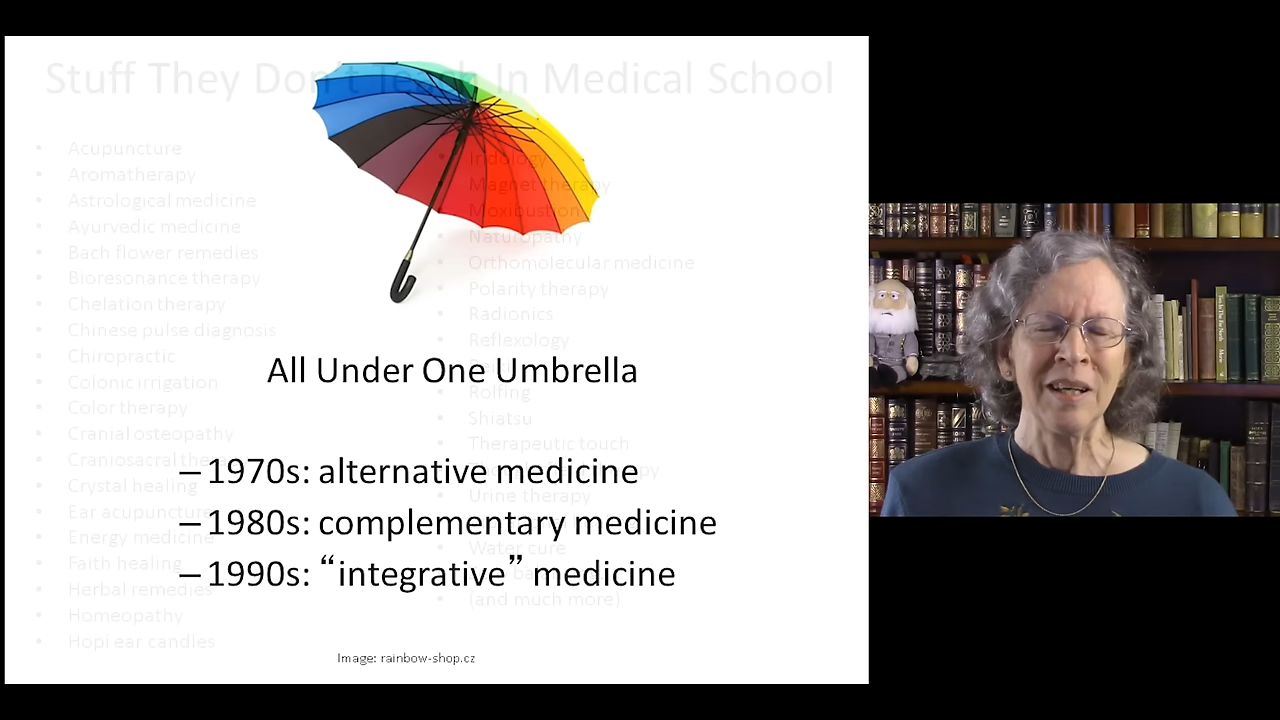 Stuff They Don't Teach In Medical School
Acupuncture
Aromatherapy
Astrological medicine
Ayurvedic medicine
Bach flower remedies
Bioresonance therapy
Chelation therapy
Chinese pulse diagnosis
Chiropractic
Colonic irrigation
Color therapy
Cranial osteopathy
Craniosacral therapy
Crystal healing
Ear acupuncture
Energy medicine
Faith healing
Herbal remedies
Homeopathy
Hopi ear candles
Iridology
Magnet therapy
Moxibustion
Naturopathy
Orthomolecular medicine
Polarity therapy
Radionics
Reflexology
Rolfing
Shiatsu
Therapeutic touch
Urine therapy
Water cure
(and much more)
All Under One Umbrella
– 1970s: alternative medicine
– 1980s: complementary medicine
– 1990s: “integrative” medicine
Image: rainbow-shop.cz